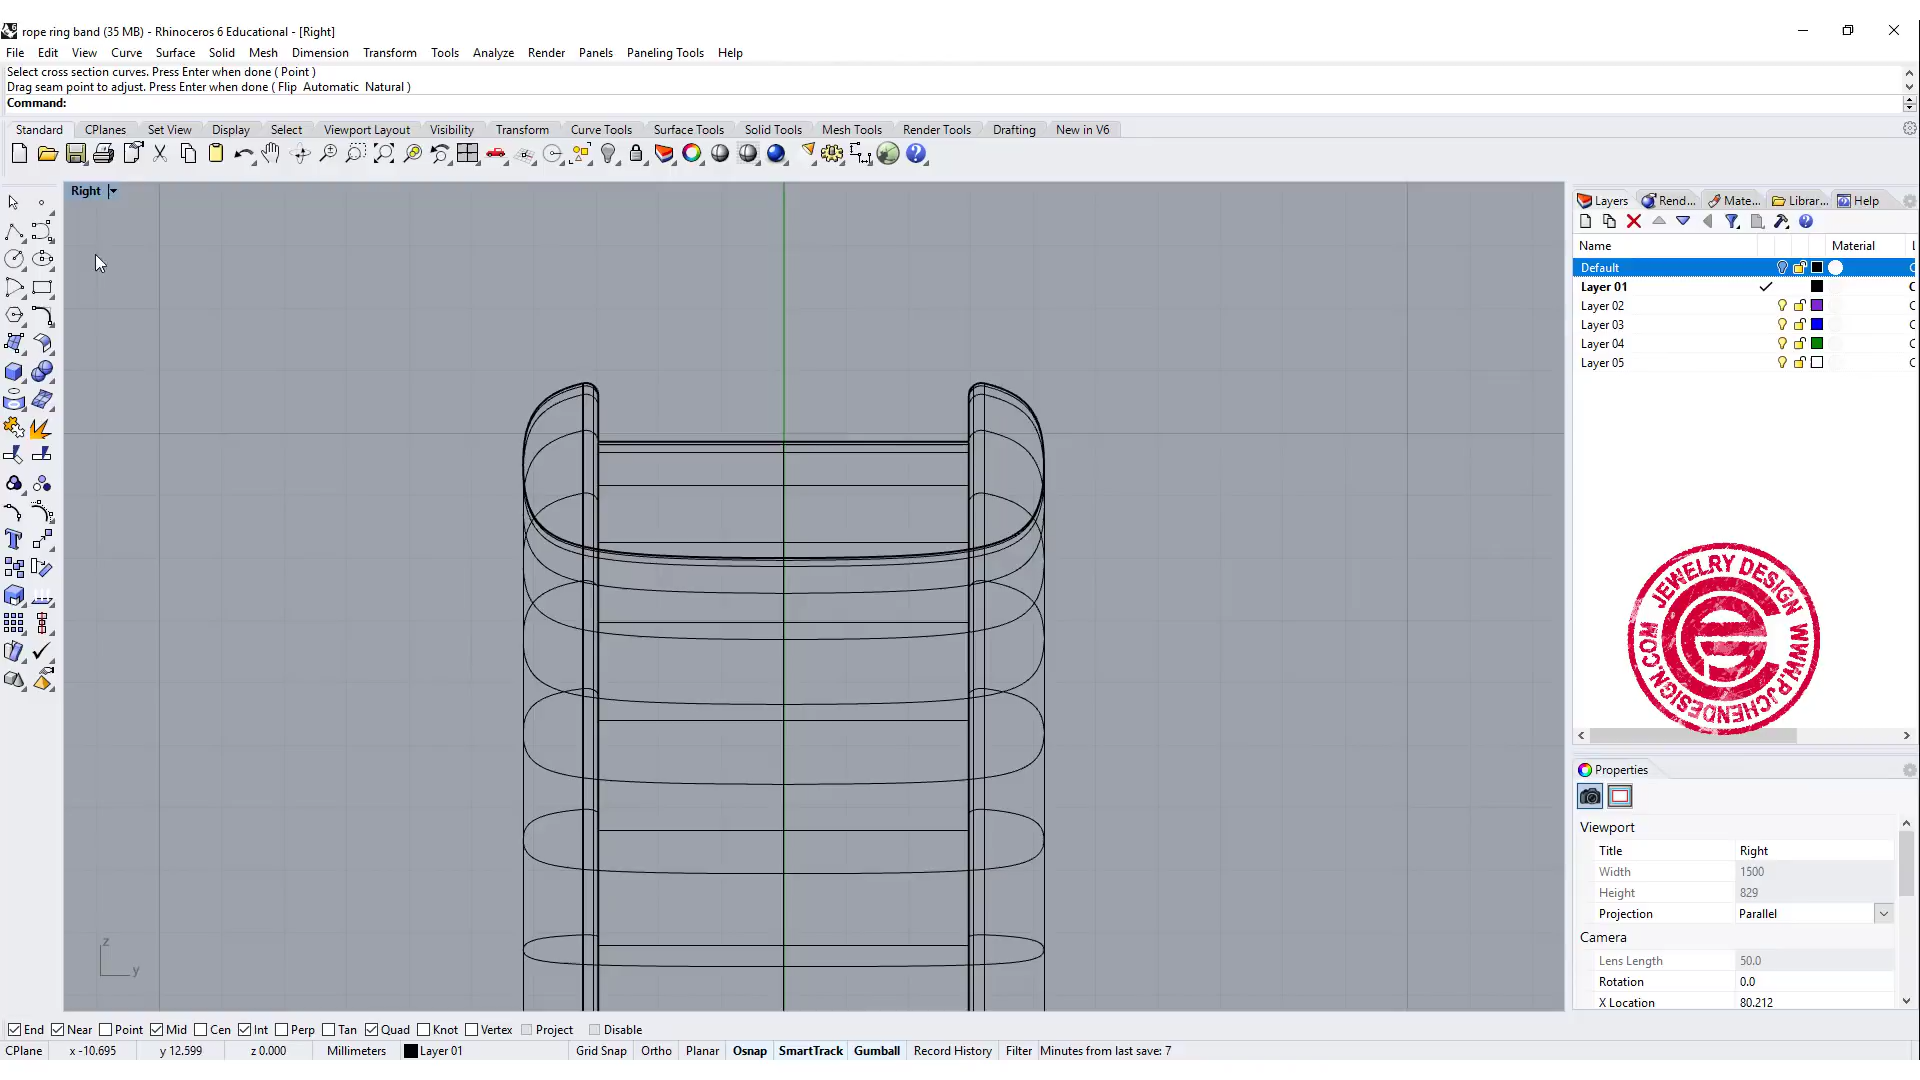 rope ring band (35 MB) - Rhinoceros 6 Educational - [Right]
File Edit View Curve Surface Solid Mesh Dimension Transform Tools Analyze Render Panels Paneling Tools Help
Select cross section curves. Press Enter when done ( Point )
Drag seam point to adjust. Press Enter when done ( Flip Automatic Natural )
Command:
Standard CPlanes Set View Display Select Viewport Layout Visibility Transform Curve Tools Surface Tools Solid Tools Mesh Tools Render Tools Drafting New in V6
Right
Layers Rend... Mate... Librar... Help
Name Material
Default
Layer 01
Layer 02
Layer 03
Layer 04
Layer 05
JEWELRY DESIGN
WWW.PJCHENDESIGN.COM
Properties
Viewport
Title Right
Width 1500
Height 829
Projection Parallel
Camera
Lens Length 50.0
Rotation 0.0
X Location 80.212
z
y
End Near Point Mid Cen Int Perp Tan Quad Knot Vertex Project Disable
CPlane x -10.695 y 12.599 z 0.000 Millimeters Layer 01 Grid Snap Ortho Planar Osnap SmartTrack Gumball Record History Filter Minutes from last save: 7